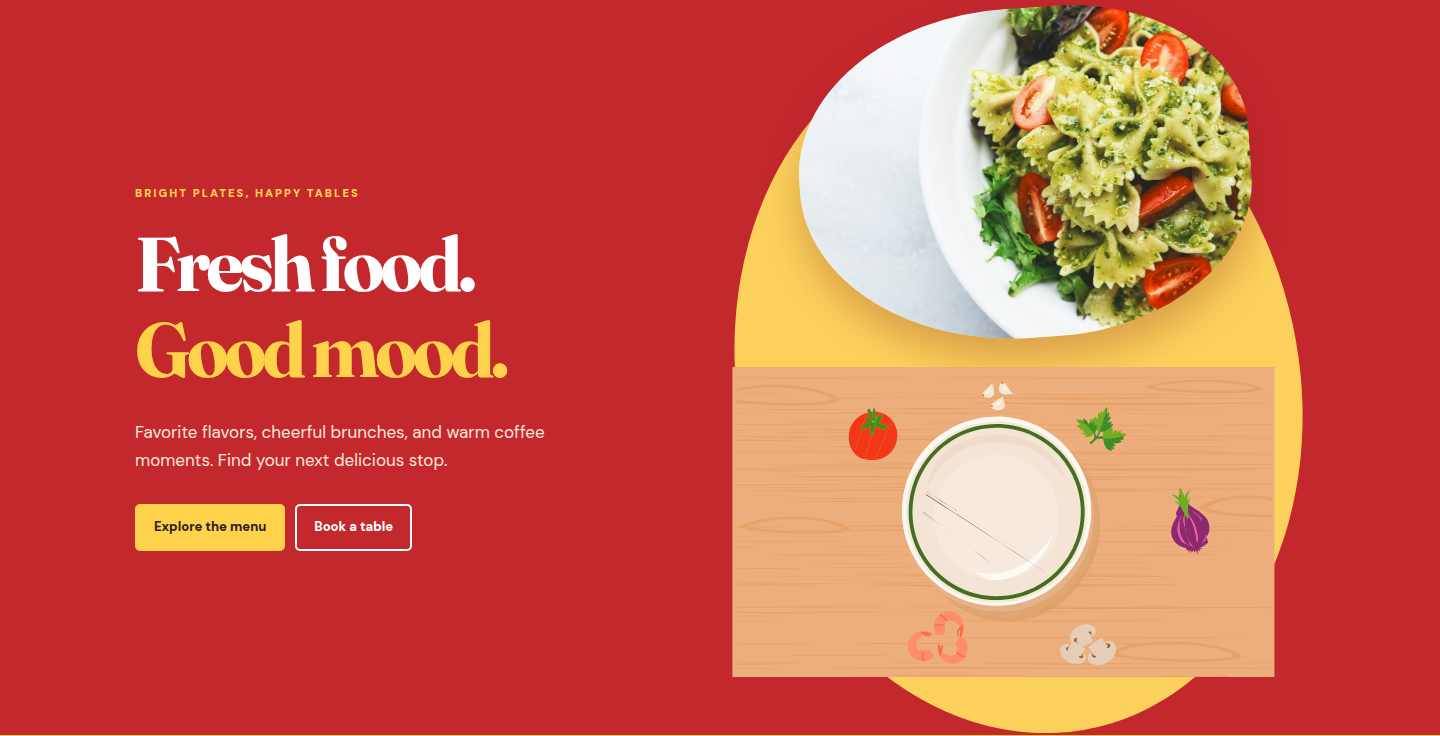 BRIGHT PLATES, HAPPY TABLES
Fresh food.
Good mood.
Favorite flavors, cheerful brunches, and warm coffee
moments. Find your next delicious stop.
Explore the menu
Book a table